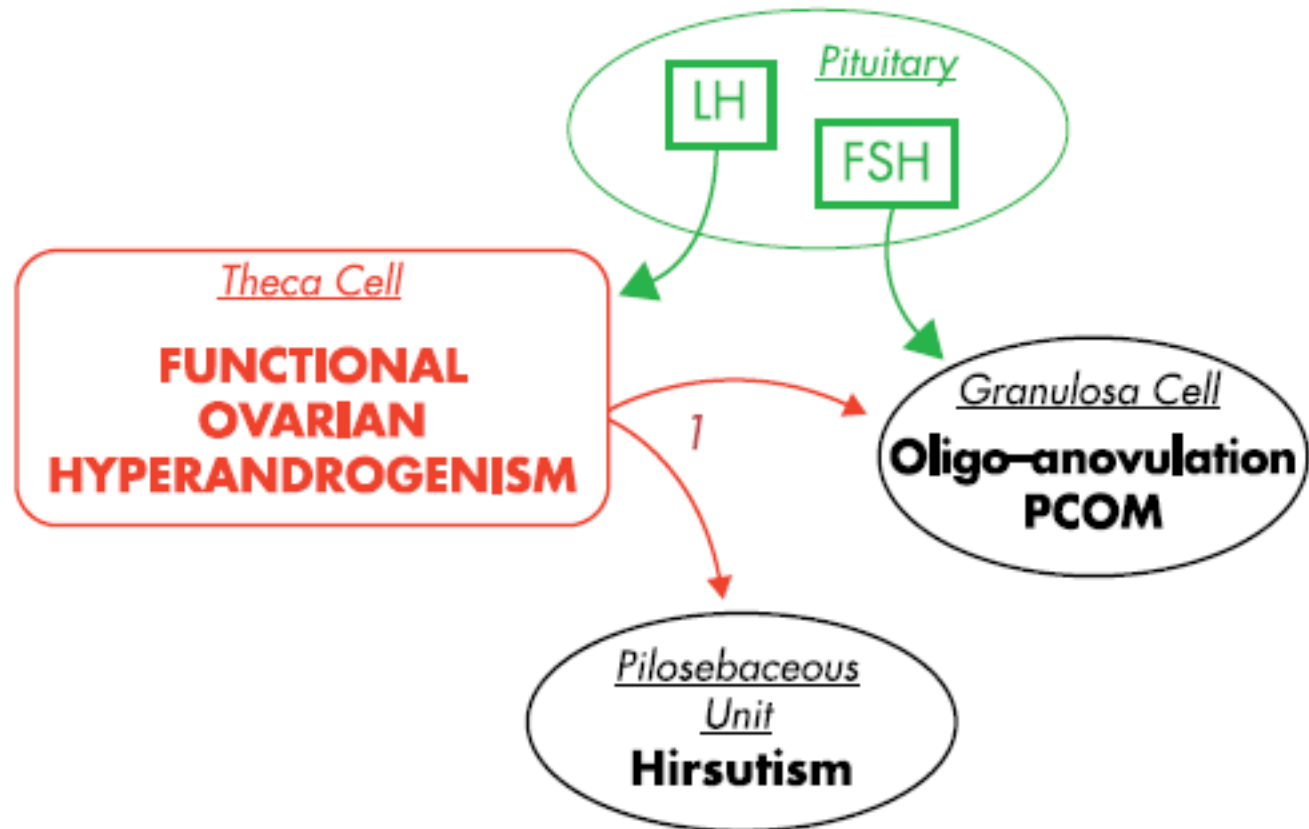 Pituitary
LH
FSH
Theca Cell
FUNCTIONAL
OVARIAN
HYPERANDROGENISM
1
Granulosa Cell
Oligo–anovulation
PCOM
Pilosebaceous
Unit
Hirsutism